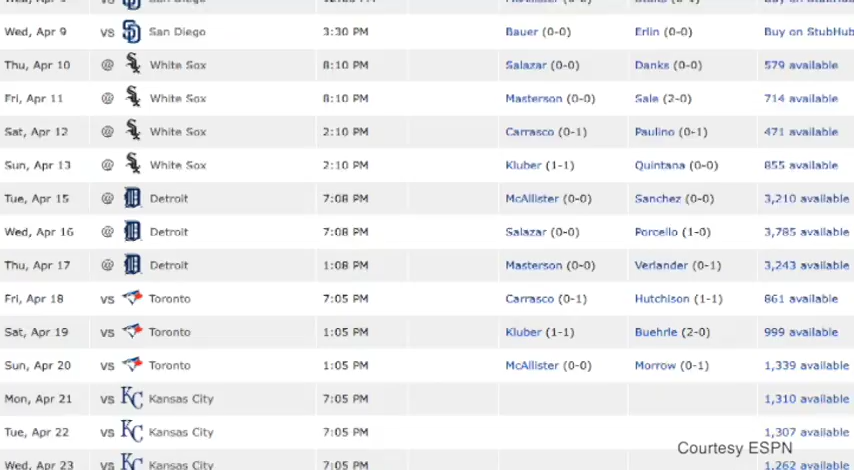 Wed, Apr 9 vs San Diego 3:30 PM Bauer (0-0) Erlin (0-0) Buy on StubHub
Thu, Apr 10 @ White Sox 8:10 PM Salazar (0-0) Danks (0-0) 579 available
Fri, Apr 11 @ White Sox 8:10 PM Masterson (0-0) Sale (2-0) 714 available
Sat, Apr 12 @ White Sox 2:10 PM Carrasco (0-1) Paulino (0-1) 471 available
Sun, Apr 13 @ White Sox 2:10 PM Kluber (1-1) Quintana (0-0) 855 available
Tue, Apr 15 @ Detroit 7:08 PM McAllister (0-0) Sanchez (0-0) 3,210 available
Wed, Apr 16 @ Detroit 7:08 PM Salazar (0-0) Porcello (1-0) 3,785 available
Thu, Apr 17 @ Detroit 1:08 PM Masterson (0-0) Verlander (0-1) 3,243 available
Fri, Apr 18 vs Toronto 7:05 PM Carrasco (0-1) Hutchison (1-1) 861 available
Sat, Apr 19 vs Toronto 1:05 PM Kluber (1-1) Buehrle (2-0) 999 available
Sun, Apr 20 vs Toronto 1:05 PM McAllister (0-0) Morrow (0-1) 1,339 available
Mon, Apr 21 vs KC Kansas City 7:05 PM 1,310 available
Tue, Apr 22 vs KC Kansas City 7:05 PM 1,307 available
Wed, Apr 23 vs KC Kansas City 7:05 PM 1,262 available
Courtesy ESPN